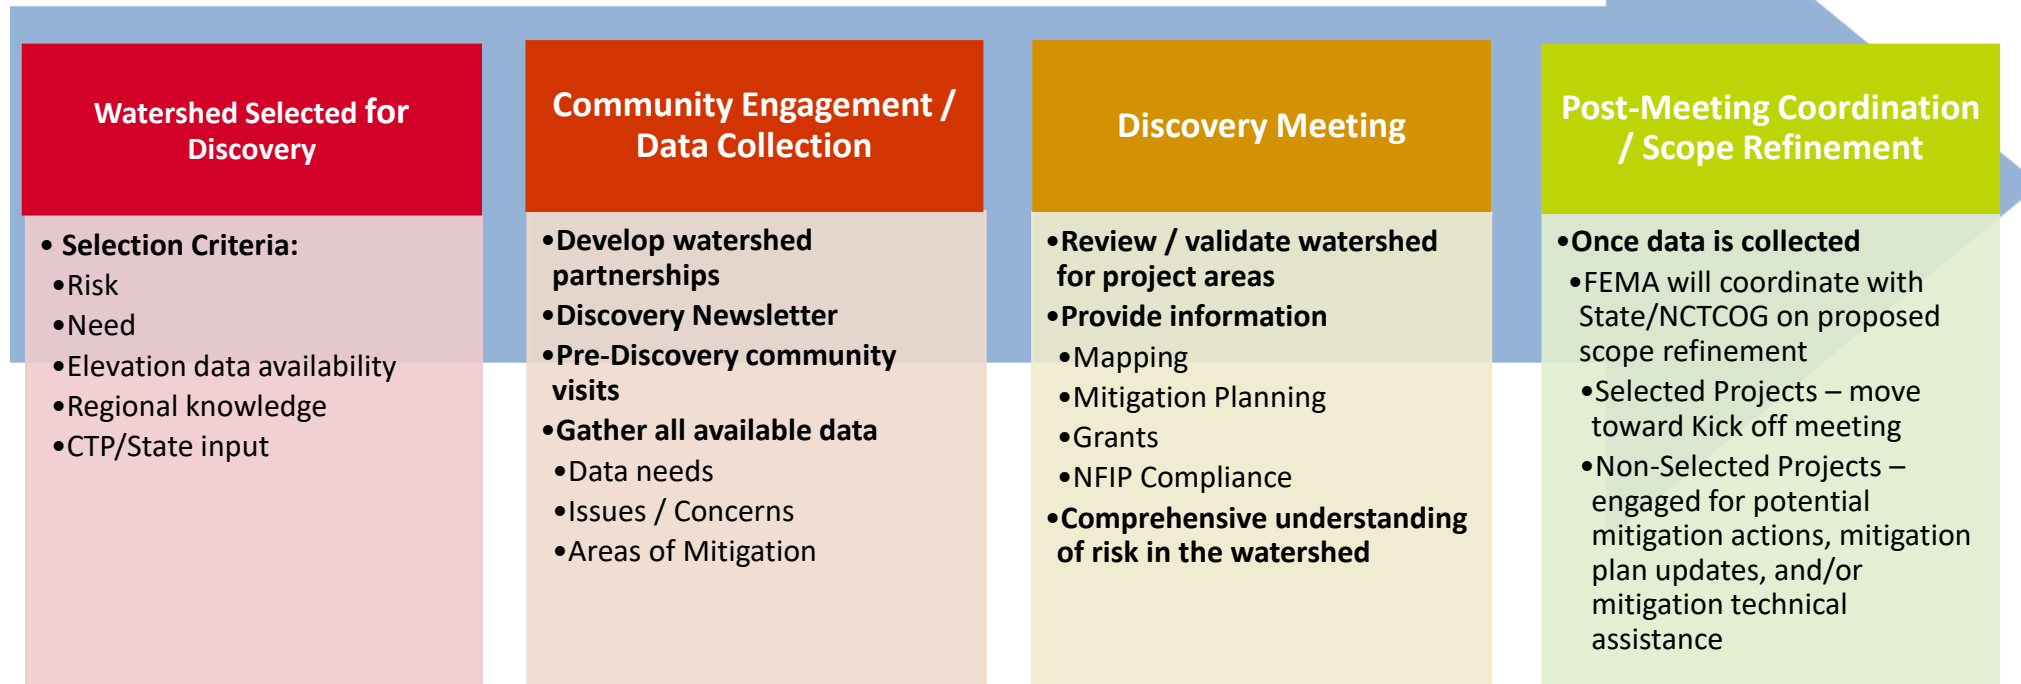 Watershed Selected for
Discovery
• Selection Criteria:
•Risk
•Need
•Elevation data availability
•Regional knowledge
•CTP/State input
Community Engagement /
Data Collection
•Develop watershed
partnerships
•Discovery Newsletter
•Pre-Discovery community
visits
•Gather all available data
•Data needs
•Issues / Concerns
•Areas of Mitigation
Discovery Meeting
•Review / validate watershed
for project areas
•Provide information
•Mapping
•Mitigation Planning
•Grants
•NFIP Compliance
•Comprehensive understanding
of risk in the watershed
Post-Meeting Coordination
/ Scope Refinement
•Once data is collected
•FEMA will coordinate with
State/NCTCOG on proposed
scope refinement
•Selected Projects – move
toward Kick off meeting
•Non-Selected Projects –
engaged for potential
mitigation actions, mitigation
plan updates, and/or
mitigation technical
assistance